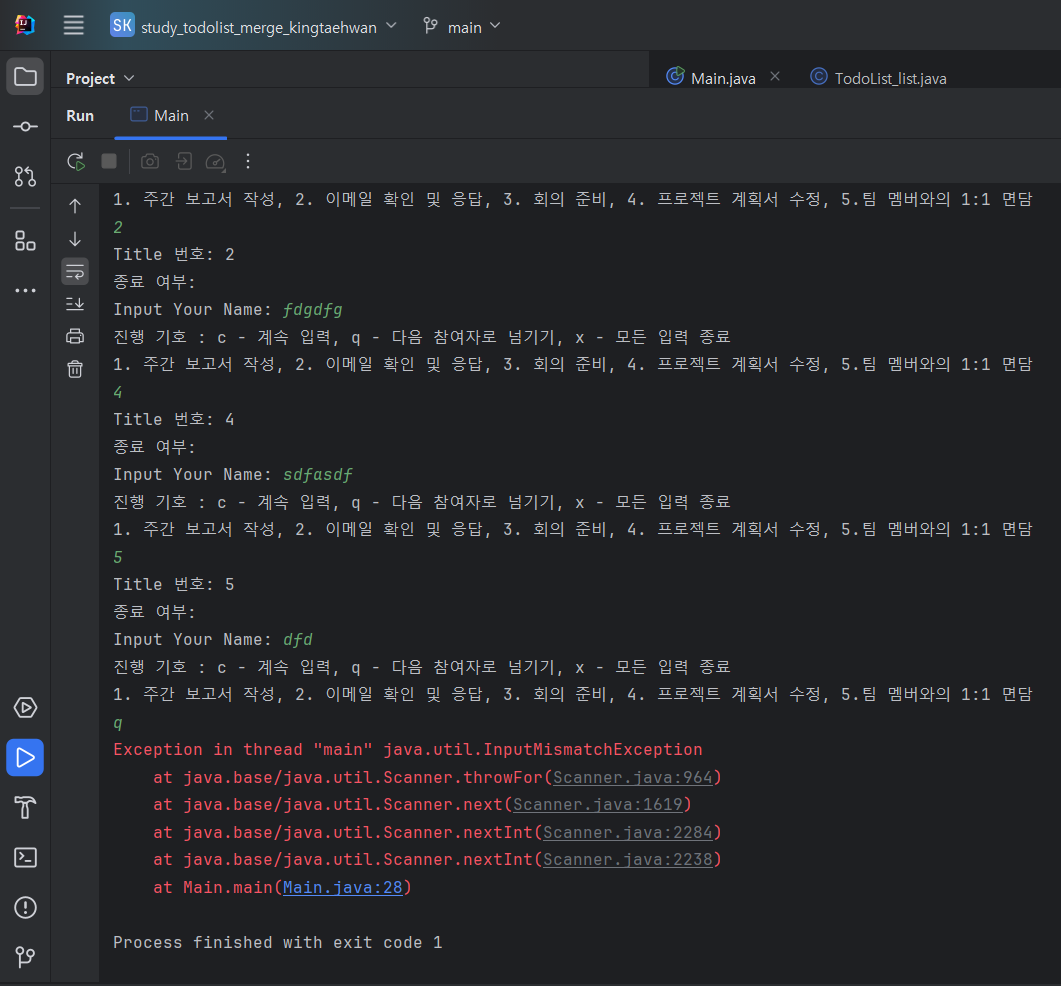 SK study_todolist_merge_kingtaehwan main
Project
Main.java TodoList_list.java
Run Main
1. 주간 보고서 작성, 2. 이메일 확인 및 응답, 3. 회의 준비, 4. 프로젝트 계획서 수정, 5.팀 멤버와의 1:1 면담
2
Title 번호: 2
종료 여부:
Input Your Name: fdgdfg
진행 기호 : c - 계속 입력, q - 다음 참여자로 넘기기, x - 모든 입력 종료
1. 주간 보고서 작성, 2. 이메일 확인 및 응답, 3. 회의 준비, 4. 프로젝트 계획서 수정, 5.팀 멤버와의 1:1 면담
4
Title 번호: 4
종료 여부:
Input Your Name: sdfasdf
진행 기호 : c - 계속 입력, q - 다음 참여자로 넘기기, x - 모든 입력 종료
1. 주간 보고서 작성, 2. 이메일 확인 및 응답, 3. 회의 준비, 4. 프로젝트 계획서 수정, 5.팀 멤버와의 1:1 면담
5
Title 번호: 5
종료 여부:
Input Your Name: dfd
진행 기호 : c - 계속 입력, q - 다음 참여자로 넘기기, x - 모든 입력 종료
1. 주간 보고서 작성, 2. 이메일 확인 및 응답, 3. 회의 준비, 4. 프로젝트 계획서 수정, 5.팀 멤버와의 1:1 면담
q
Exception in thread "main" java.util.InputMismatchException
at java.base/java.util.Scanner.throwFor(Scanner.java:964)
at java.base/java.util.Scanner.next(Scanner.java:1619)
at java.base/java.util.Scanner.nextInt(Scanner.java:2284)
at java.base/java.util.Scanner.nextInt(Scanner.java:2238)
at Main.main(Main.java:28)
Process finished with exit code 1